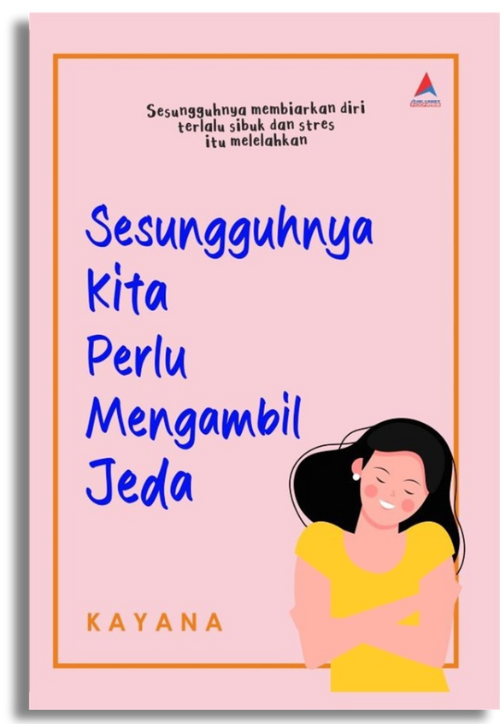 Sesungguhnya membiarkan diri
terlalu sibuk dan stres
itu melelahkan
Sesungguhnya
Kita
Perlu
Mengambil
Jeda
KAYANA